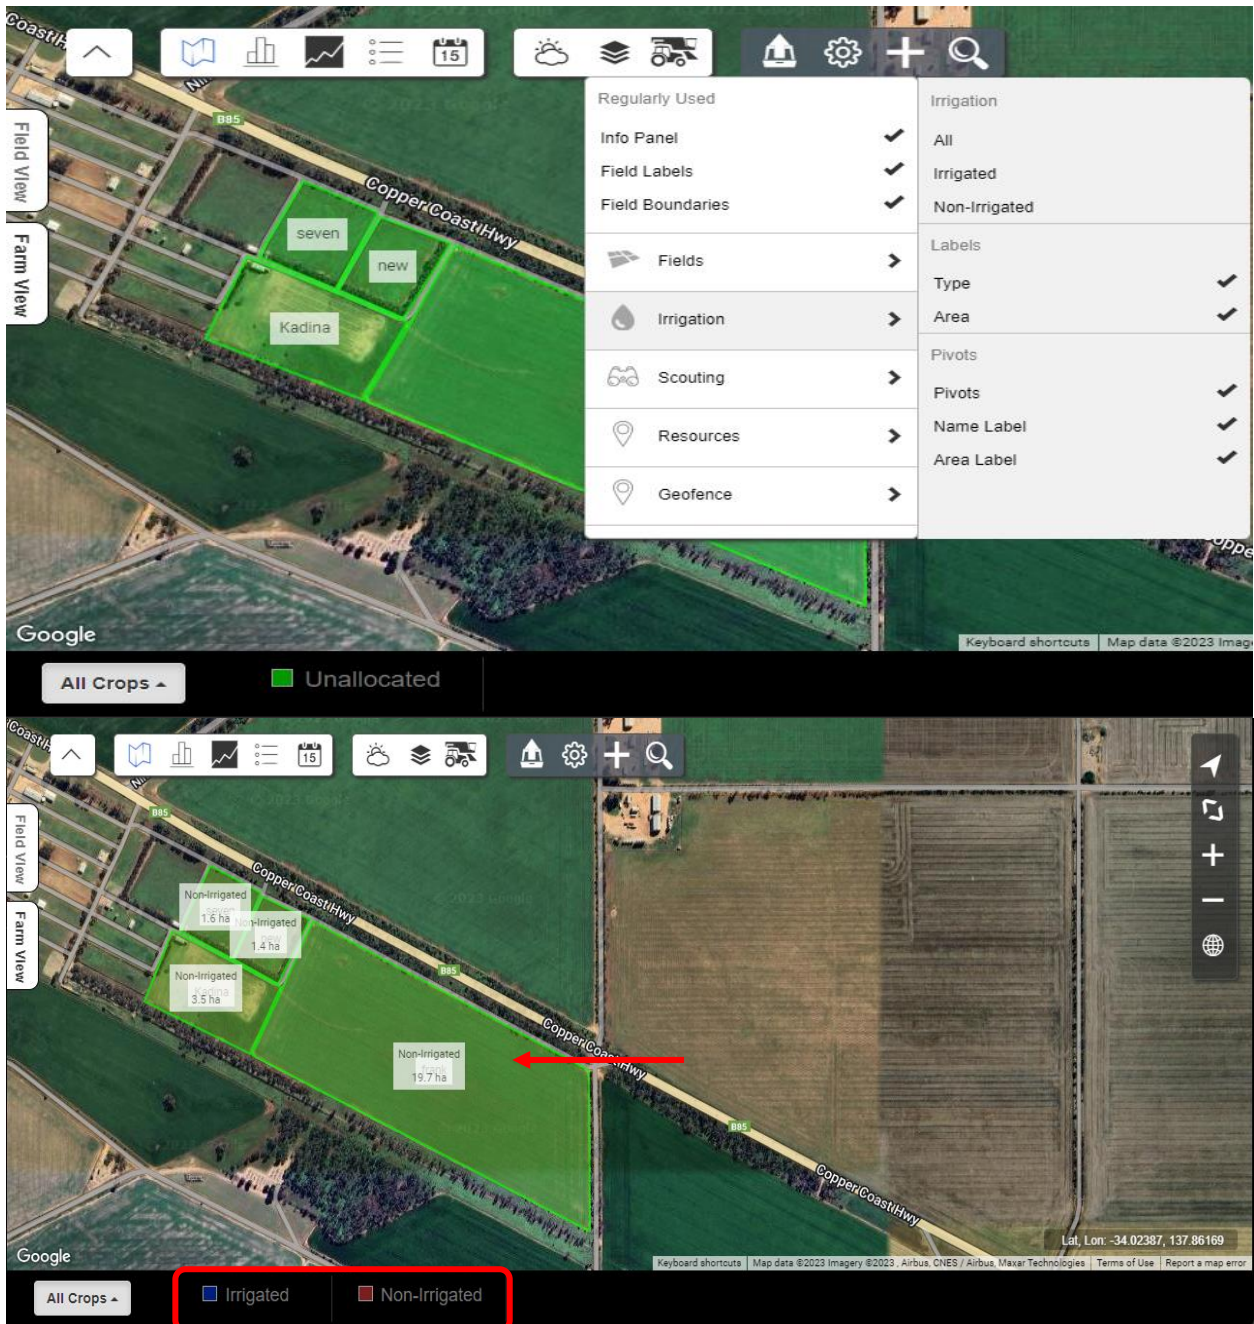 Coast H
15
Regularly Used
Info Panel
Field Labels
Field Boundaries
Fields
Irrigation
Scouting
Resources
Geofence
Irrigation
All
Irrigated
Non-Irrigated
Labels
Type
Area
Pivots
Pivots
Name Label
Area Label
Field View
Farm View
B85
Copper Coast Hwy
seven
new
Kadina
Google
Keyboard shortcuts
Map data ©2023 Imag
All Crops
Unallocated
15
Field View
Farm View
B85
Copper Coast Hwy
Non-Irrigated
seven
1.6 ha
Non-Irrigated
new
1.4 ha
Non-Irrigated
Kadina
3.5 ha
B85
Non-Irrigated
frank
19.7 ha
Copper Coast Hwy
B85
Copper Coast Hwy
Lat, Lon: -34.02387, 137.86169
Google
Keyboard shortcuts
Map data ©2023 Imagery ©2023 , Airbus, CNES / Airbus, Maxar Technologies
Terms of Use
Report a map error
All Crops
Irrigated
Non-Irrigated